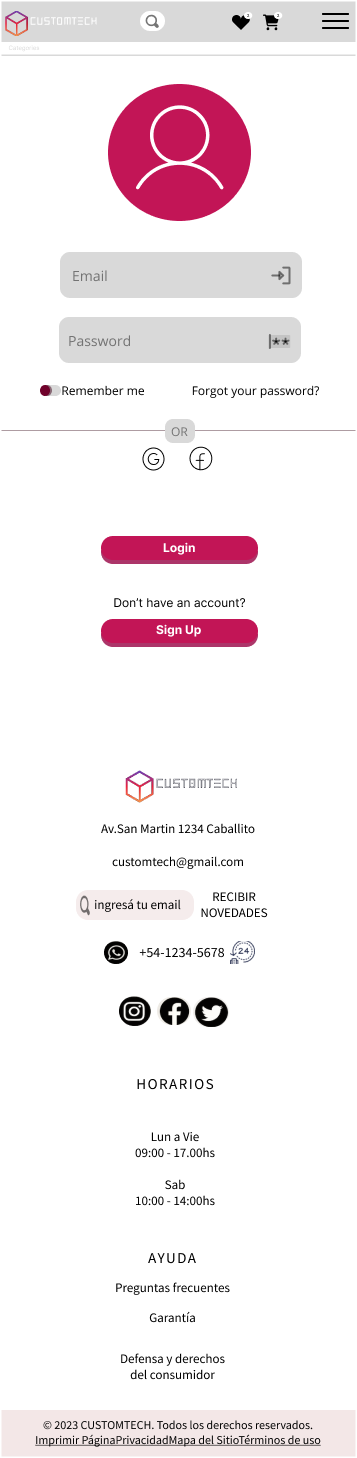 CUSTOMTECH
Categories
Email
Password
Remember me
Forgot your password?
OR
Login
Don't have an account?
Sign Up
CUSTOMTECH
Av.San Martin 1234 Caballito
customtech@gmail.com
ingresá tu email
RECIBIR
NOVEDADES
+54-1234-5678
24
HORARIOS
Lun a Vie
09:00 - 17.00hs
Sab
10:00 - 14:00hs
AYUDA
Preguntas frecuentes
Garantía
Defensa y derechos
del consumidor
© 2023 CUSTOMTECH. Todos los derechos reservados.
Imprimir PáginaPrivacidadMapa del SitioTérminos de uso